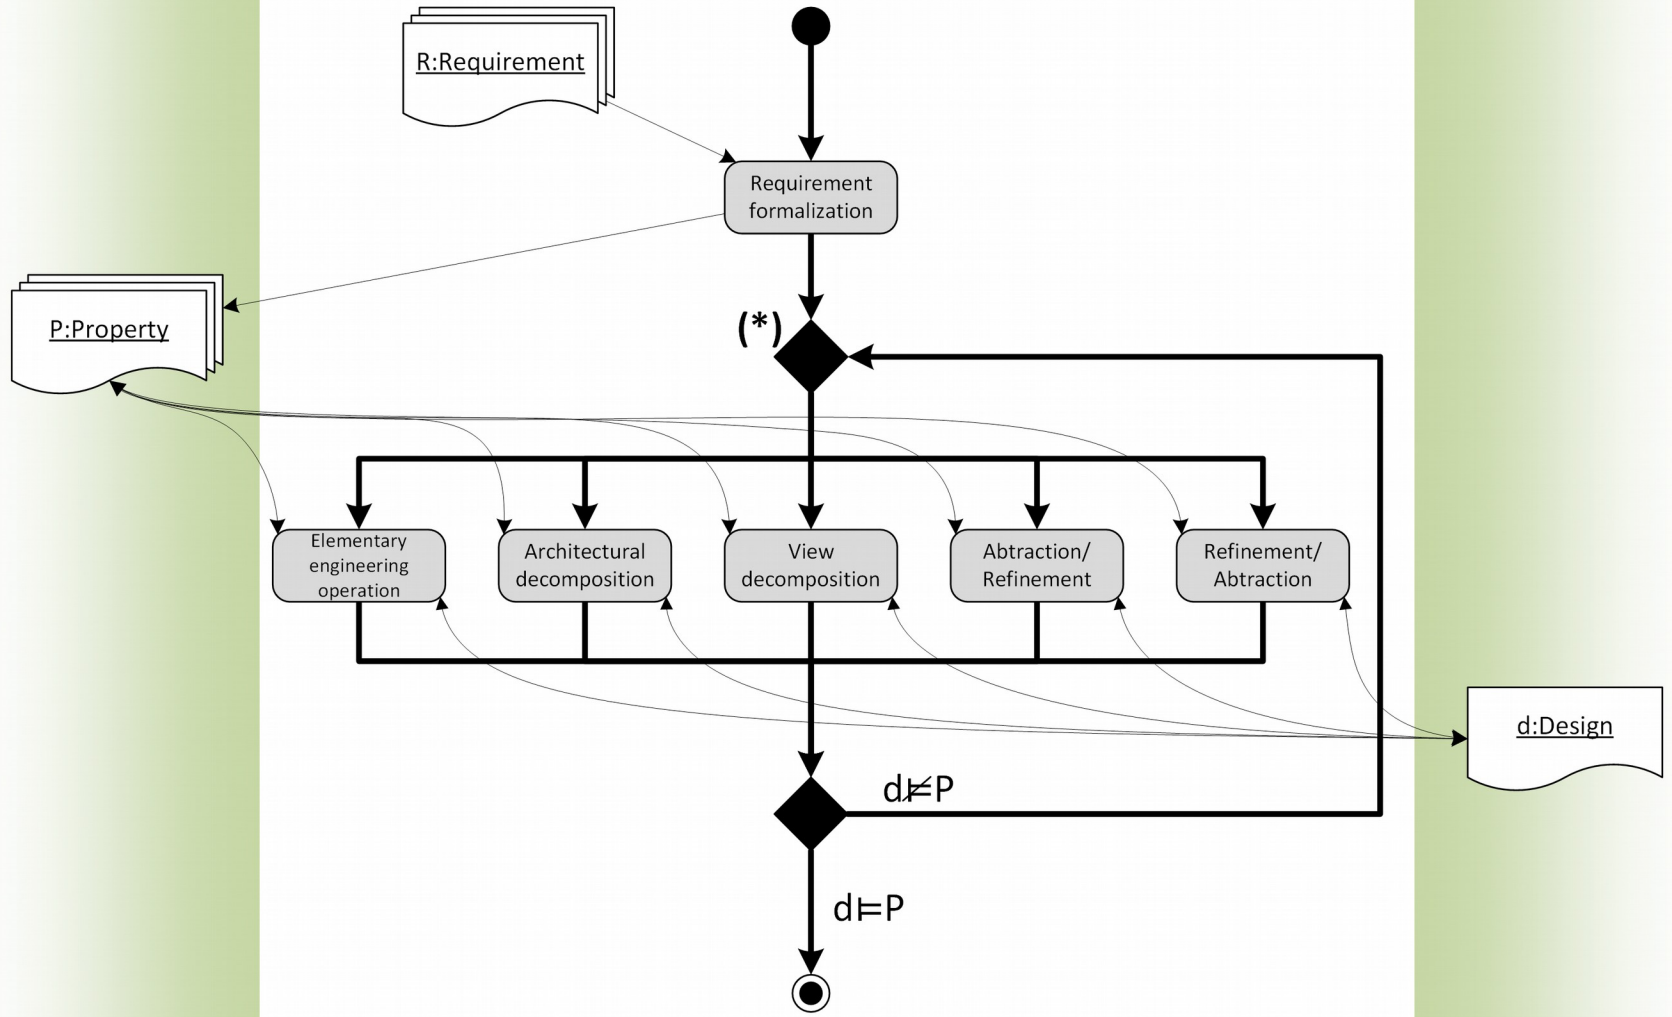 R:Requirement
Requirement
formalization
P:Property
(*)
Elementary
engineering
operation
Architectural
decomposition
View
decomposition
Abtraction/
Refinement
Refinement/
Abtraction
d:Design
d⊭P
d⊨P